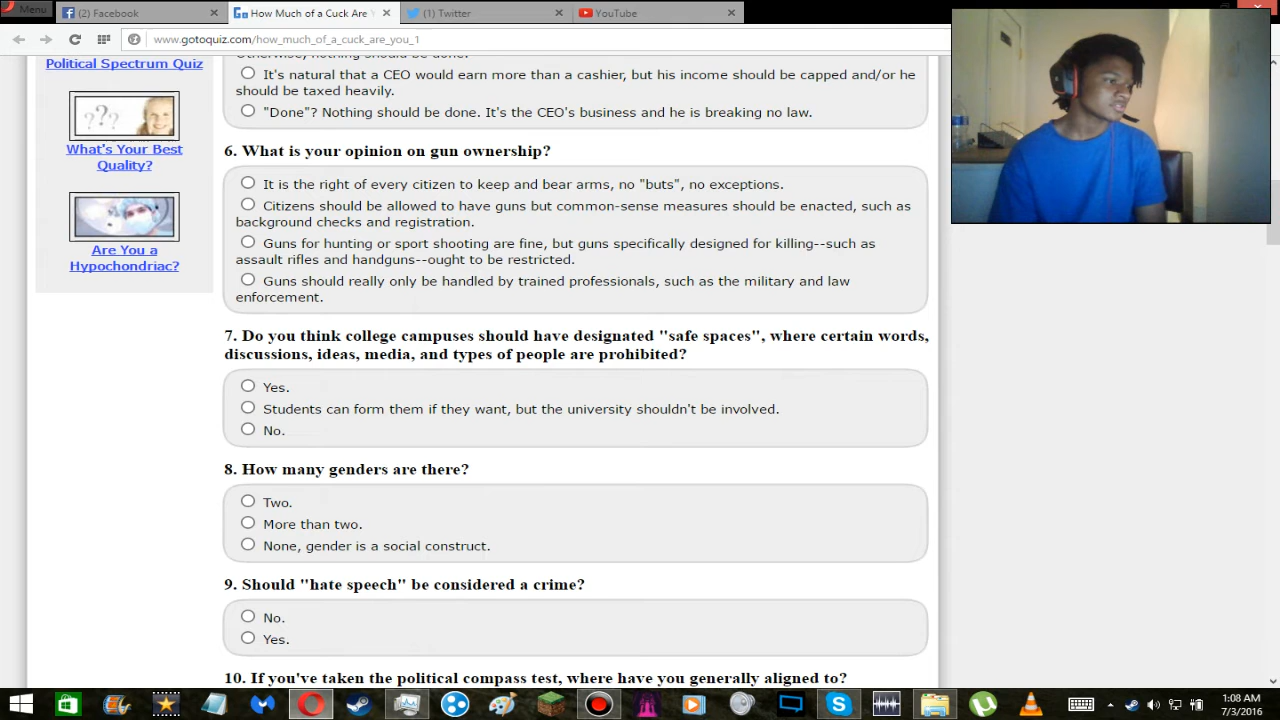 Menu
(2) Facebook
How Much of a Cuck Are Y
(1) Twitter
YouTube
www.gotoquiz.com/how_much_of_a_cuck_are_you_1
Political Spectrum Quiz
???
What's Your Best
Quality?
Are You a
Hypochondriac?
Otherwise, nothing should be done.
It's natural that a CEO would earn more than a cashier, but his income should be capped and/or he
should be taxed heavily.
"Done"? Nothing should be done. It's the CEO's business and he is breaking no law.
6. What is your opinion on gun ownership?
It is the right of every citizen to keep and bear arms, no "buts", no exceptions.
Citizens should be allowed to have guns but common-sense measures should be enacted, such as
background checks and registration.
Guns for hunting or sport shooting are fine, but guns specifically designed for killing--such as
assault rifles and handguns--ought to be restricted.
Guns should really only be handled by trained professionals, such as the military and law
enforcement.
7. Do you think college campuses should have designated "safe spaces", where certain words,
discussions, ideas, media, and types of people are prohibited?
Yes.
Students can form them if they want, but the university shouldn't be involved.
No.
8. How many genders are there?
Two.
More than two.
None, gender is a social construct.
9. Should "hate speech" be considered a crime?
No.
Yes.
10. If you've taken the political compass test, where have you generally aligned to?
1:08 AM
7/3/2016